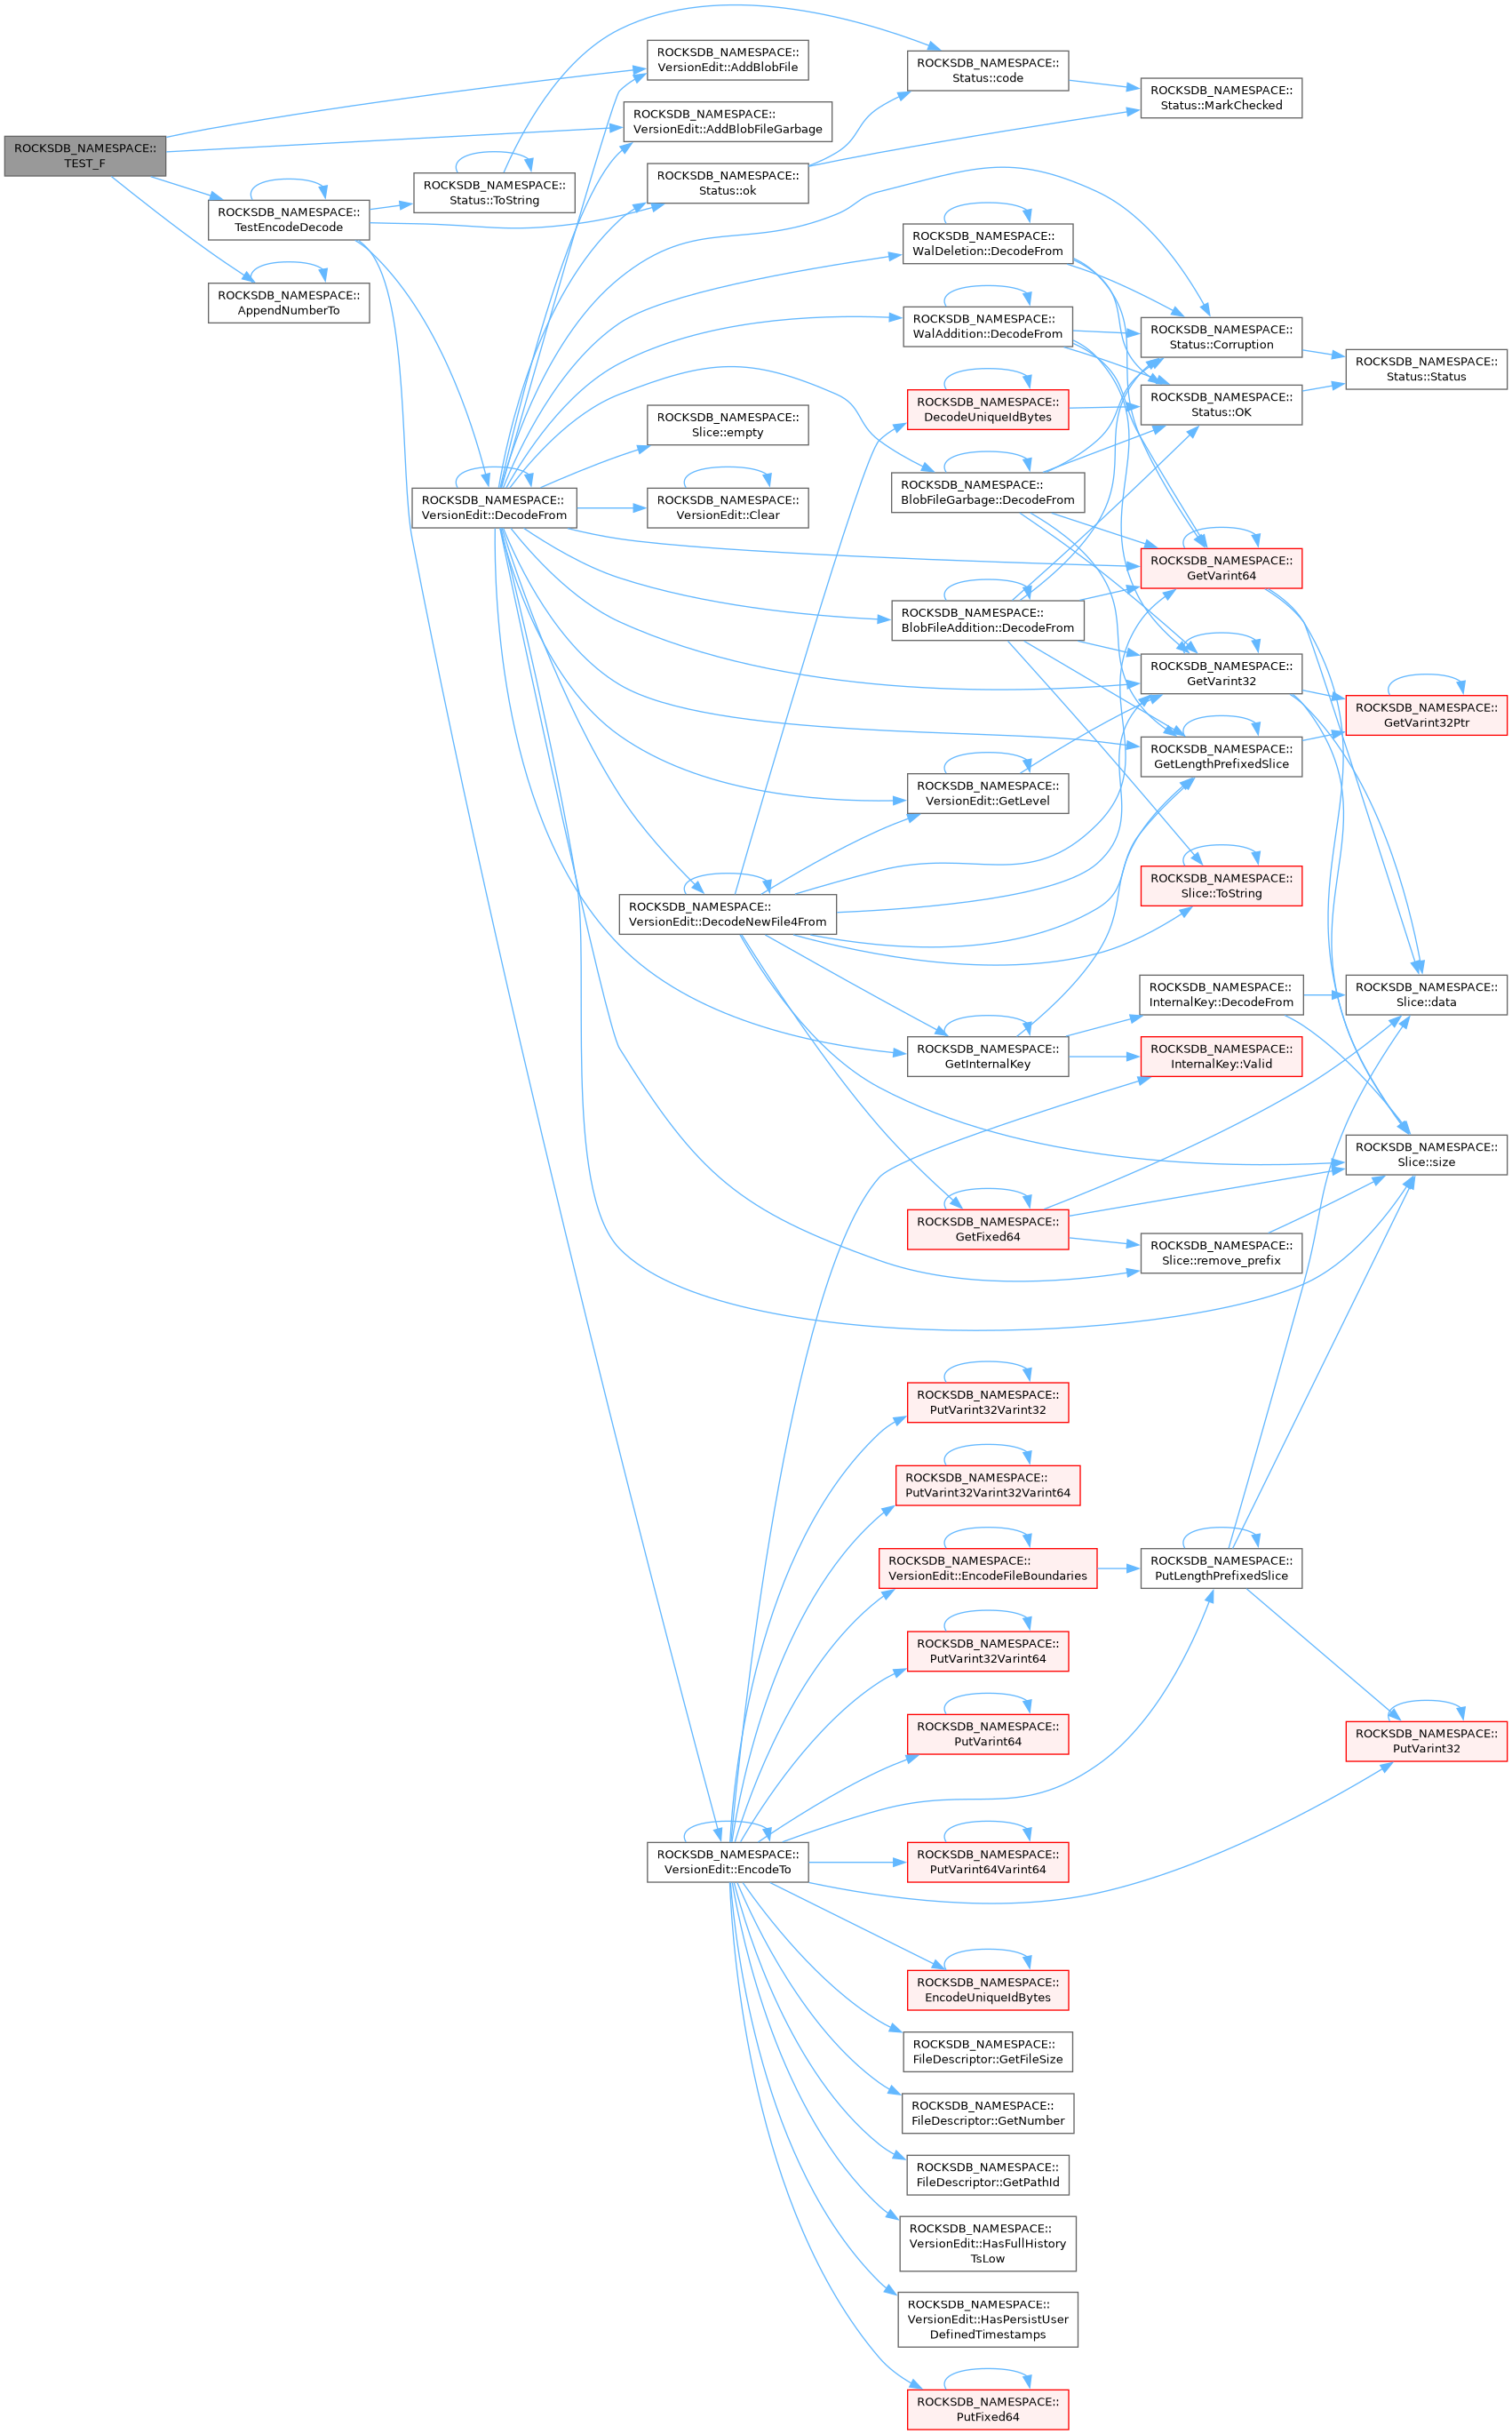 ROCKSDB_NAMESPACE::
TEST_F
ROCKSDB_NAMESPACE::
VersionEdit::AddBlobFile
ROCKSDB_NAMESPACE::
VersionEdit::AddBlobFileGarbage
ROCKSDB_NAMESPACE::
TestEncodeDecode
ROCKSDB_NAMESPACE::
AppendNumberTo
ROCKSDB_NAMESPACE::
Status::ToString
ROCKSDB_NAMESPACE::
Status::ok
ROCKSDB_NAMESPACE::
Status::code
ROCKSDB_NAMESPACE::
Status::MarkChecked
ROCKSDB_NAMESPACE::
VersionEdit::DecodeFrom
ROCKSDB_NAMESPACE::
Slice::empty
ROCKSDB_NAMESPACE::
VersionEdit::Clear
ROCKSDB_NAMESPACE::
WalDeletion::DecodeFrom
ROCKSDB_NAMESPACE::
WalAddition::DecodeFrom
ROCKSDB_NAMESPACE::
DecodeUniqueIdBytes
ROCKSDB_NAMESPACE::
BlobFileGarbage::DecodeFrom
ROCKSDB_NAMESPACE::
BlobFileAddition::DecodeFrom
ROCKSDB_NAMESPACE::
Status::Corruption
ROCKSDB_NAMESPACE::
Status::OK
ROCKSDB_NAMESPACE::
Status::Status
ROCKSDB_NAMESPACE::
GetVarint64
ROCKSDB_NAMESPACE::
GetVarint32
ROCKSDB_NAMESPACE::
GetVarint32Ptr
ROCKSDB_NAMESPACE::
GetLengthPrefixedSlice
ROCKSDB_NAMESPACE::
VersionEdit::GetLevel
ROCKSDB_NAMESPACE::
Slice::ToString
ROCKSDB_NAMESPACE::
VersionEdit::DecodeNewFile4From
ROCKSDB_NAMESPACE::
InternalKey::DecodeFrom
ROCKSDB_NAMESPACE::
Slice::data
ROCKSDB_NAMESPACE::
GetInternalKey
ROCKSDB_NAMESPACE::
InternalKey::Valid
ROCKSDB_NAMESPACE::
Slice::size
ROCKSDB_NAMESPACE::
GetFixed64
ROCKSDB_NAMESPACE::
Slice::remove_prefix
ROCKSDB_NAMESPACE::
PutVarint32Varint32
ROCKSDB_NAMESPACE::
PutVarint32Varint32Varint64
ROCKSDB_NAMESPACE::
VersionEdit::EncodeFileBoundaries
ROCKSDB_NAMESPACE::
PutLengthPrefixedSlice
ROCKSDB_NAMESPACE::
PutVarint32Varint64
ROCKSDB_NAMESPACE::
PutVarint64
ROCKSDB_NAMESPACE::
PutVarint32
ROCKSDB_NAMESPACE::
VersionEdit::EncodeTo
ROCKSDB_NAMESPACE::
PutVarint64Varint64
ROCKSDB_NAMESPACE::
EncodeUniqueIdBytes
ROCKSDB_NAMESPACE::
FileDescriptor::GetFileSize
ROCKSDB_NAMESPACE::
FileDescriptor::GetNumber
ROCKSDB_NAMESPACE::
FileDescriptor::GetPathId
ROCKSDB_NAMESPACE::
VersionEdit::HasFullHistory
TsLow
ROCKSDB_NAMESPACE::
VersionEdit::HasPersistUser
DefinedTimestamps
ROCKSDB_NAMESPACE::
PutFixed64